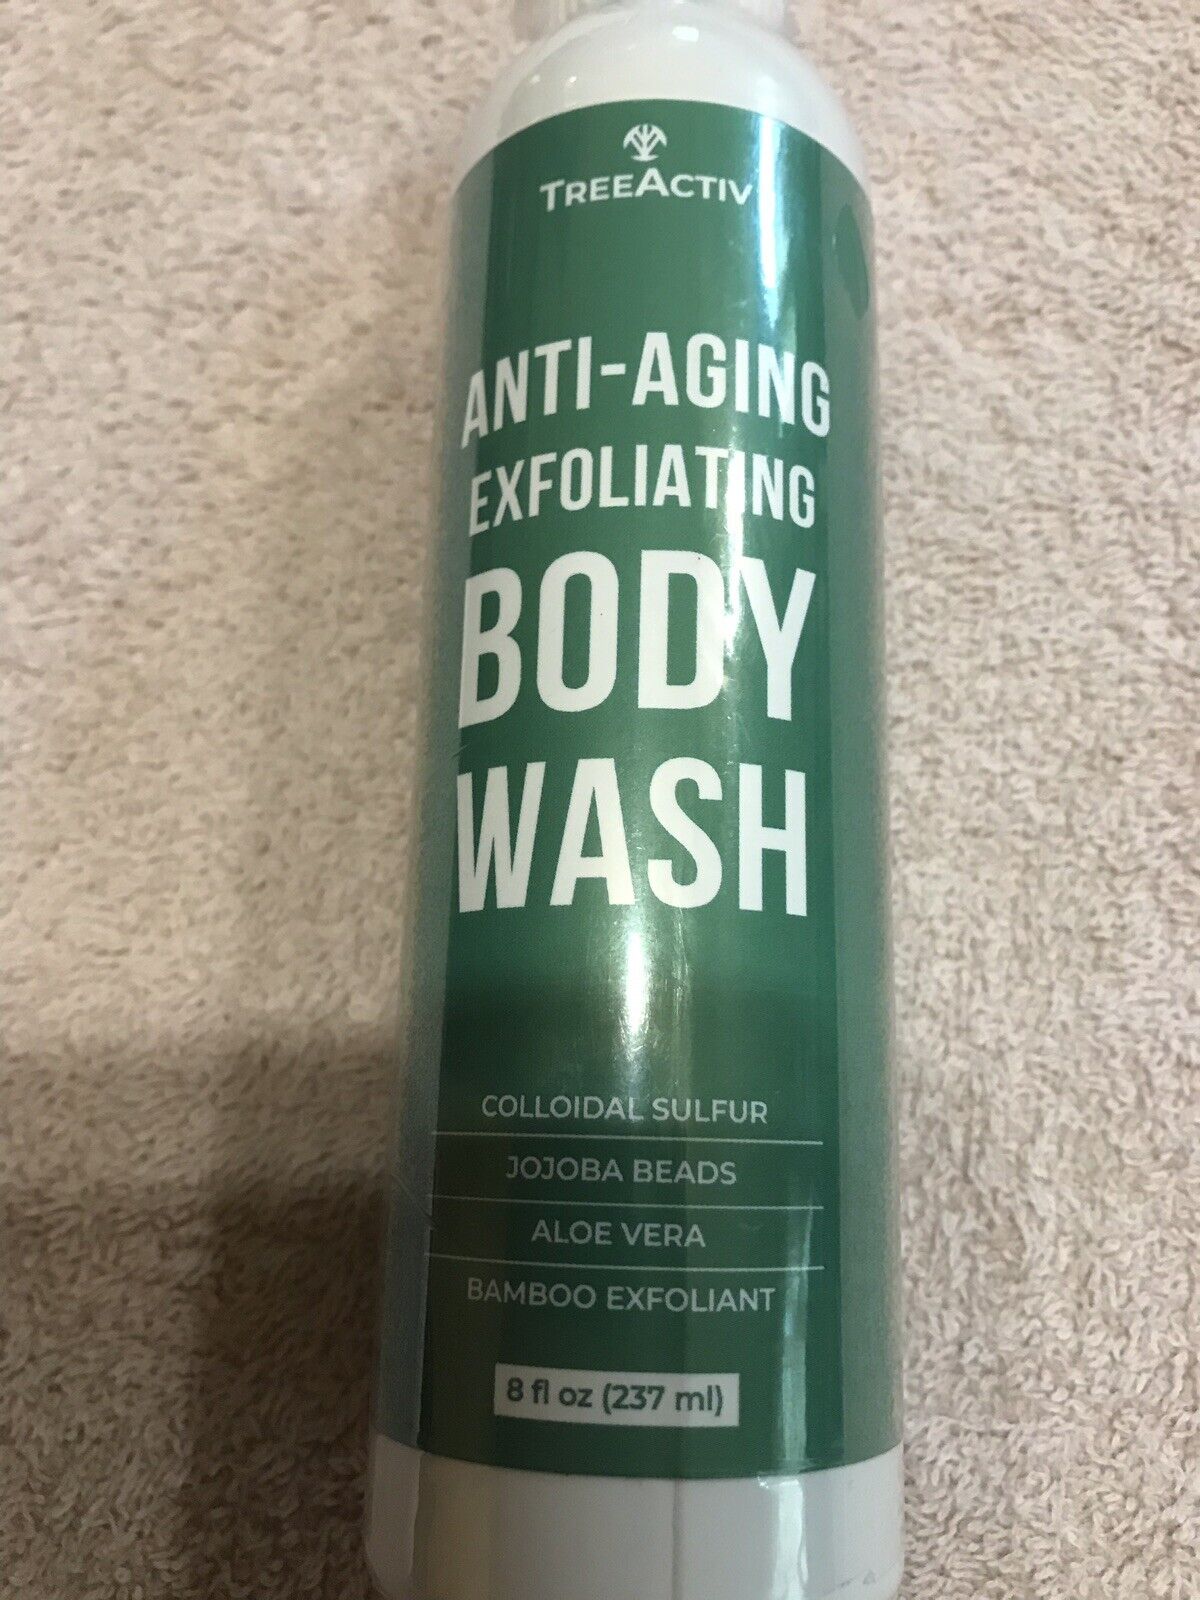 TREEACTIV
ANTI-AGING
EXFOLIATING
BODY
WASH
COLLOIDAL SULFUR
JOJOBA BEADS
ALOE VERA
BAMBOO EXFOLIANT
8 fl oz (237 ml)